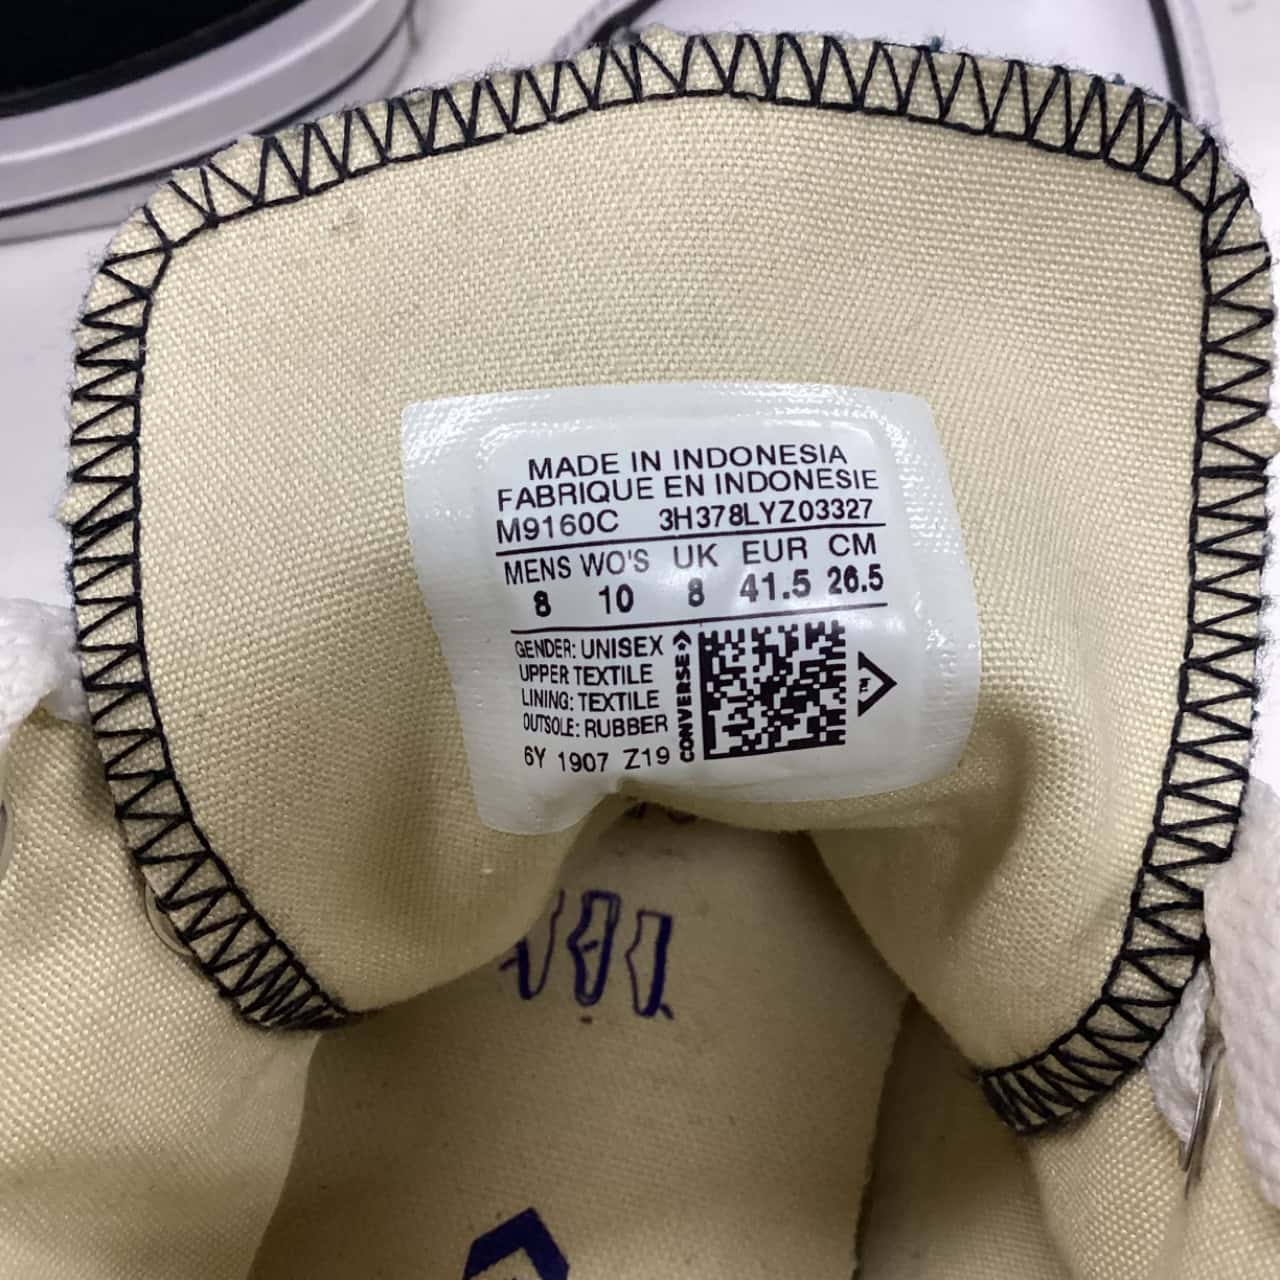 MADE IN INDONESIA
FABRIQUE EN INDONESIE
M9160C 3H378LYZ03327
MENS WO'S UK EUR CM
8 10 8 41.5 26.5
GENDER: UNISEX
UPPER TEXTILE
LINING: TEXTILE
OUTSOLE: RUBBER
6Y 1907 Z19
CONVERSE